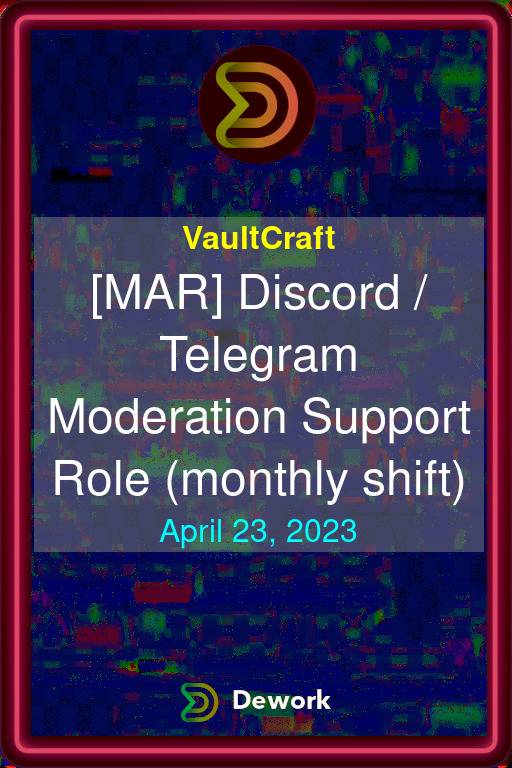 VaultCraft
[MAR] Discord /
Telegram
Moderation Support
Role (monthly shift)
April 23, 2023
Dework